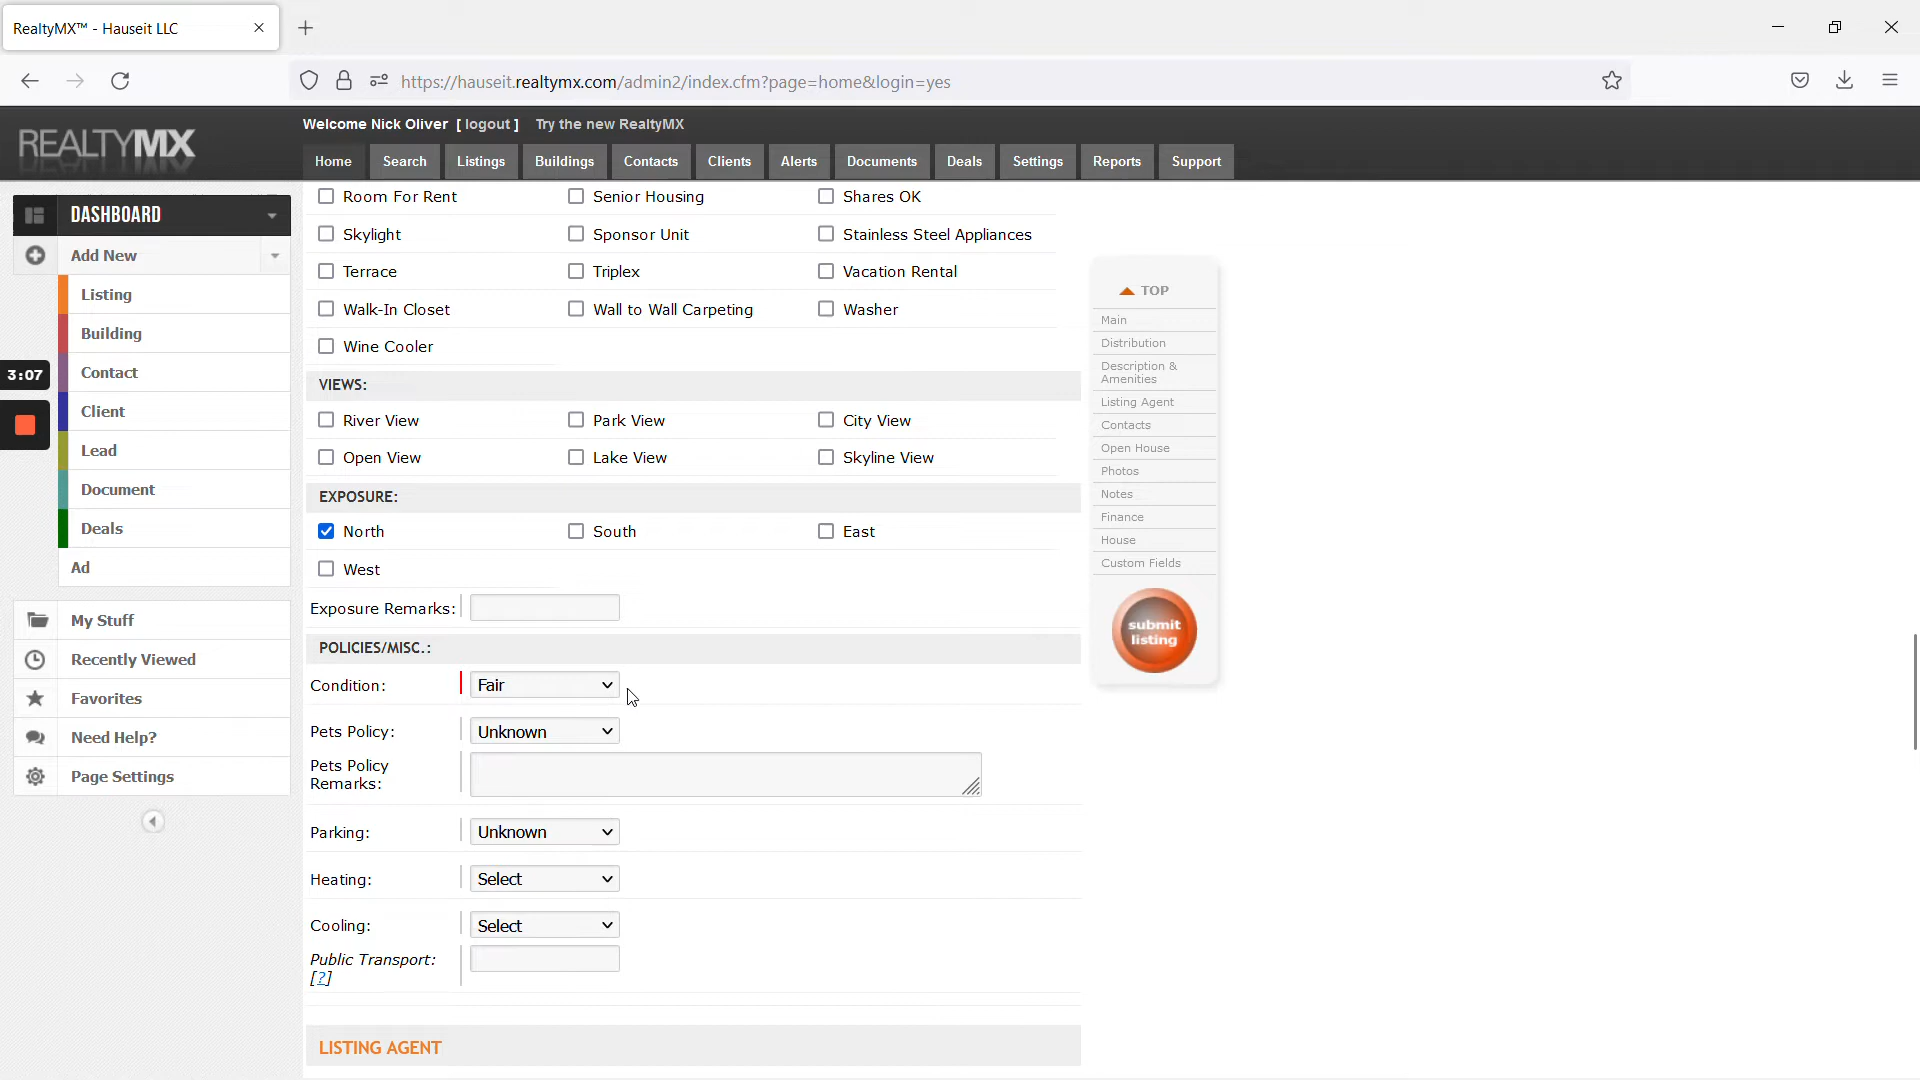 RealtyMX™ - Hauseit LLC
https://hauseit.realtymx.com/admin2/index.cfm?page=home&login=yes
REALTYMX
Welcome Nick Oliver [ logout ] Try the new RealtyMX
Home Search Listings Buildings Contacts Clients Alerts Documents Deals Settings Reports Support
DASHBOARD
Add New
Listing
Building
Contact
Client
Lead
Document
Deals
Ad
My Stuff
Recently Viewed
Favorites
Need Help?
Page Settings
3:07
Room For Rent Senior Housing Shares OK
Skylight Sponsor Unit Stainless Steel Appliances
Terrace Triplex Vacation Rental
Walk-In Closet Wall to Wall Carpeting Washer
Wine Cooler
VIEWS:
River View Park View City View
Open View Lake View Skyline View
EXPOSURE:
North South East
West
Exposure Remarks:
POLICIES/MISC.:
Condition: Fair
Pets Policy: Unknown
Pets Policy
Remarks:
Parking: Unknown
Heating: Select
Cooling: Select
Public Transport:
[?]
LISTING AGENT
TOP
Main
Distribution
Description &
Amenities
Listing Agent
Contacts
Open House
Photos
Notes
Finance
House
Custom Fields
submit
listing